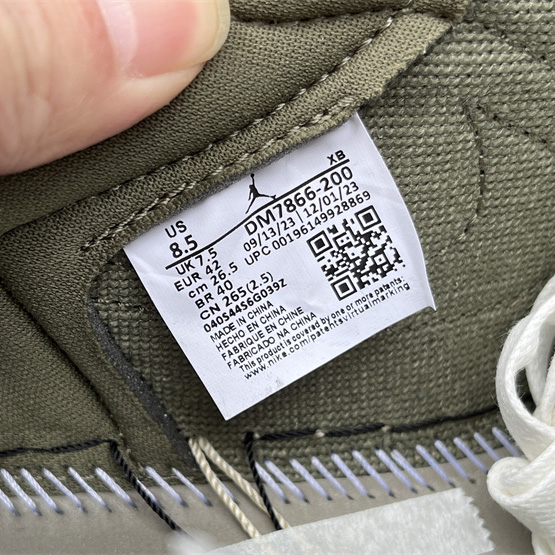 XB
US
8.5
DM7866-200
UK 7.5
09/13/23 | 12/01/23
EUR 42
UPC 00196149928869
cm 26.5
BR 40
CN 265(2.5)
040S4456G039Z
MADE IN CHINA
HECHO EN CHINA
FABRIQUE EN CHINE
FABRICADO NA CHINA
This product is covered by one or more patents:
www.nike.com/patentsvirtualmarking